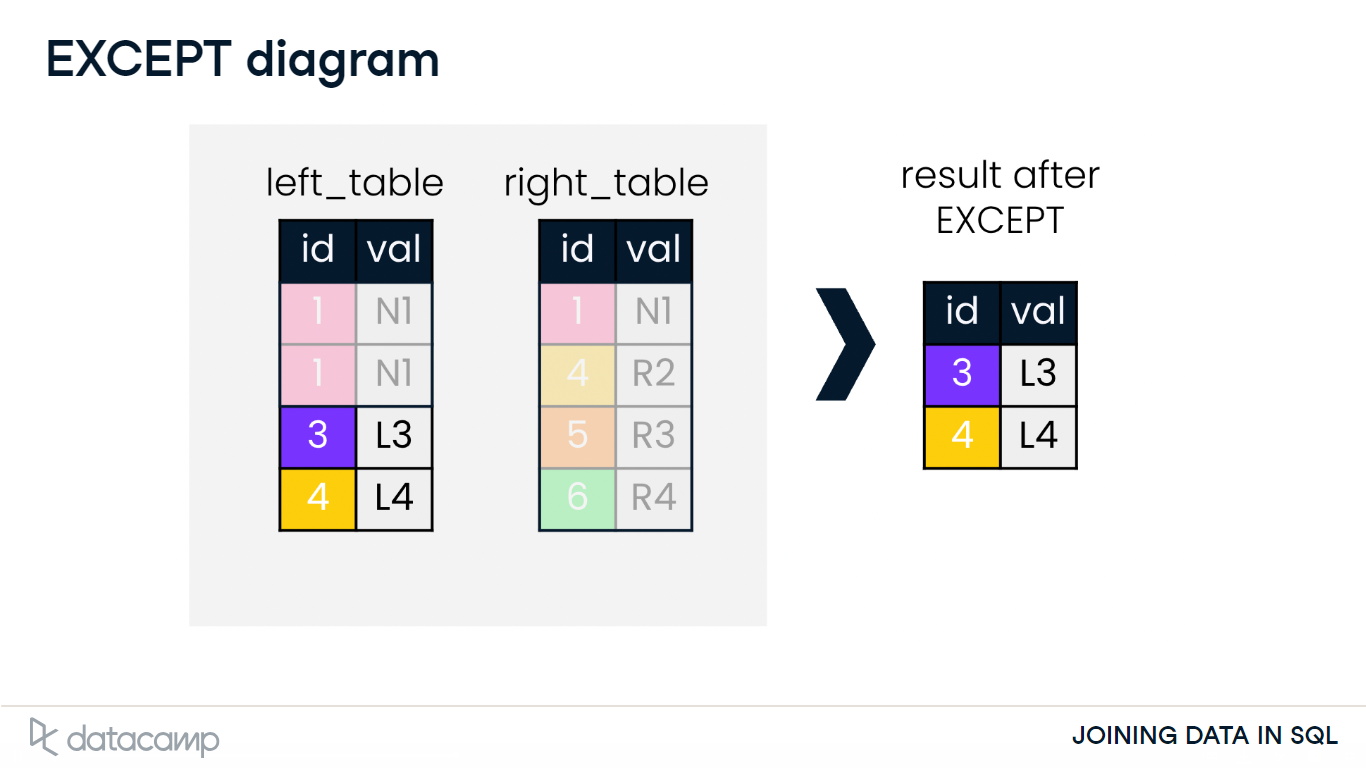 EXCEPT diagram
left_table
id val
1 N1
1 N1
3 L3
4 L4
right_table
id val
1 N1
4 R2
5 R3
6 R4
result after
EXCEPT
id val
3 L3
4 L4
datacamp
JOINING DATA IN SQL